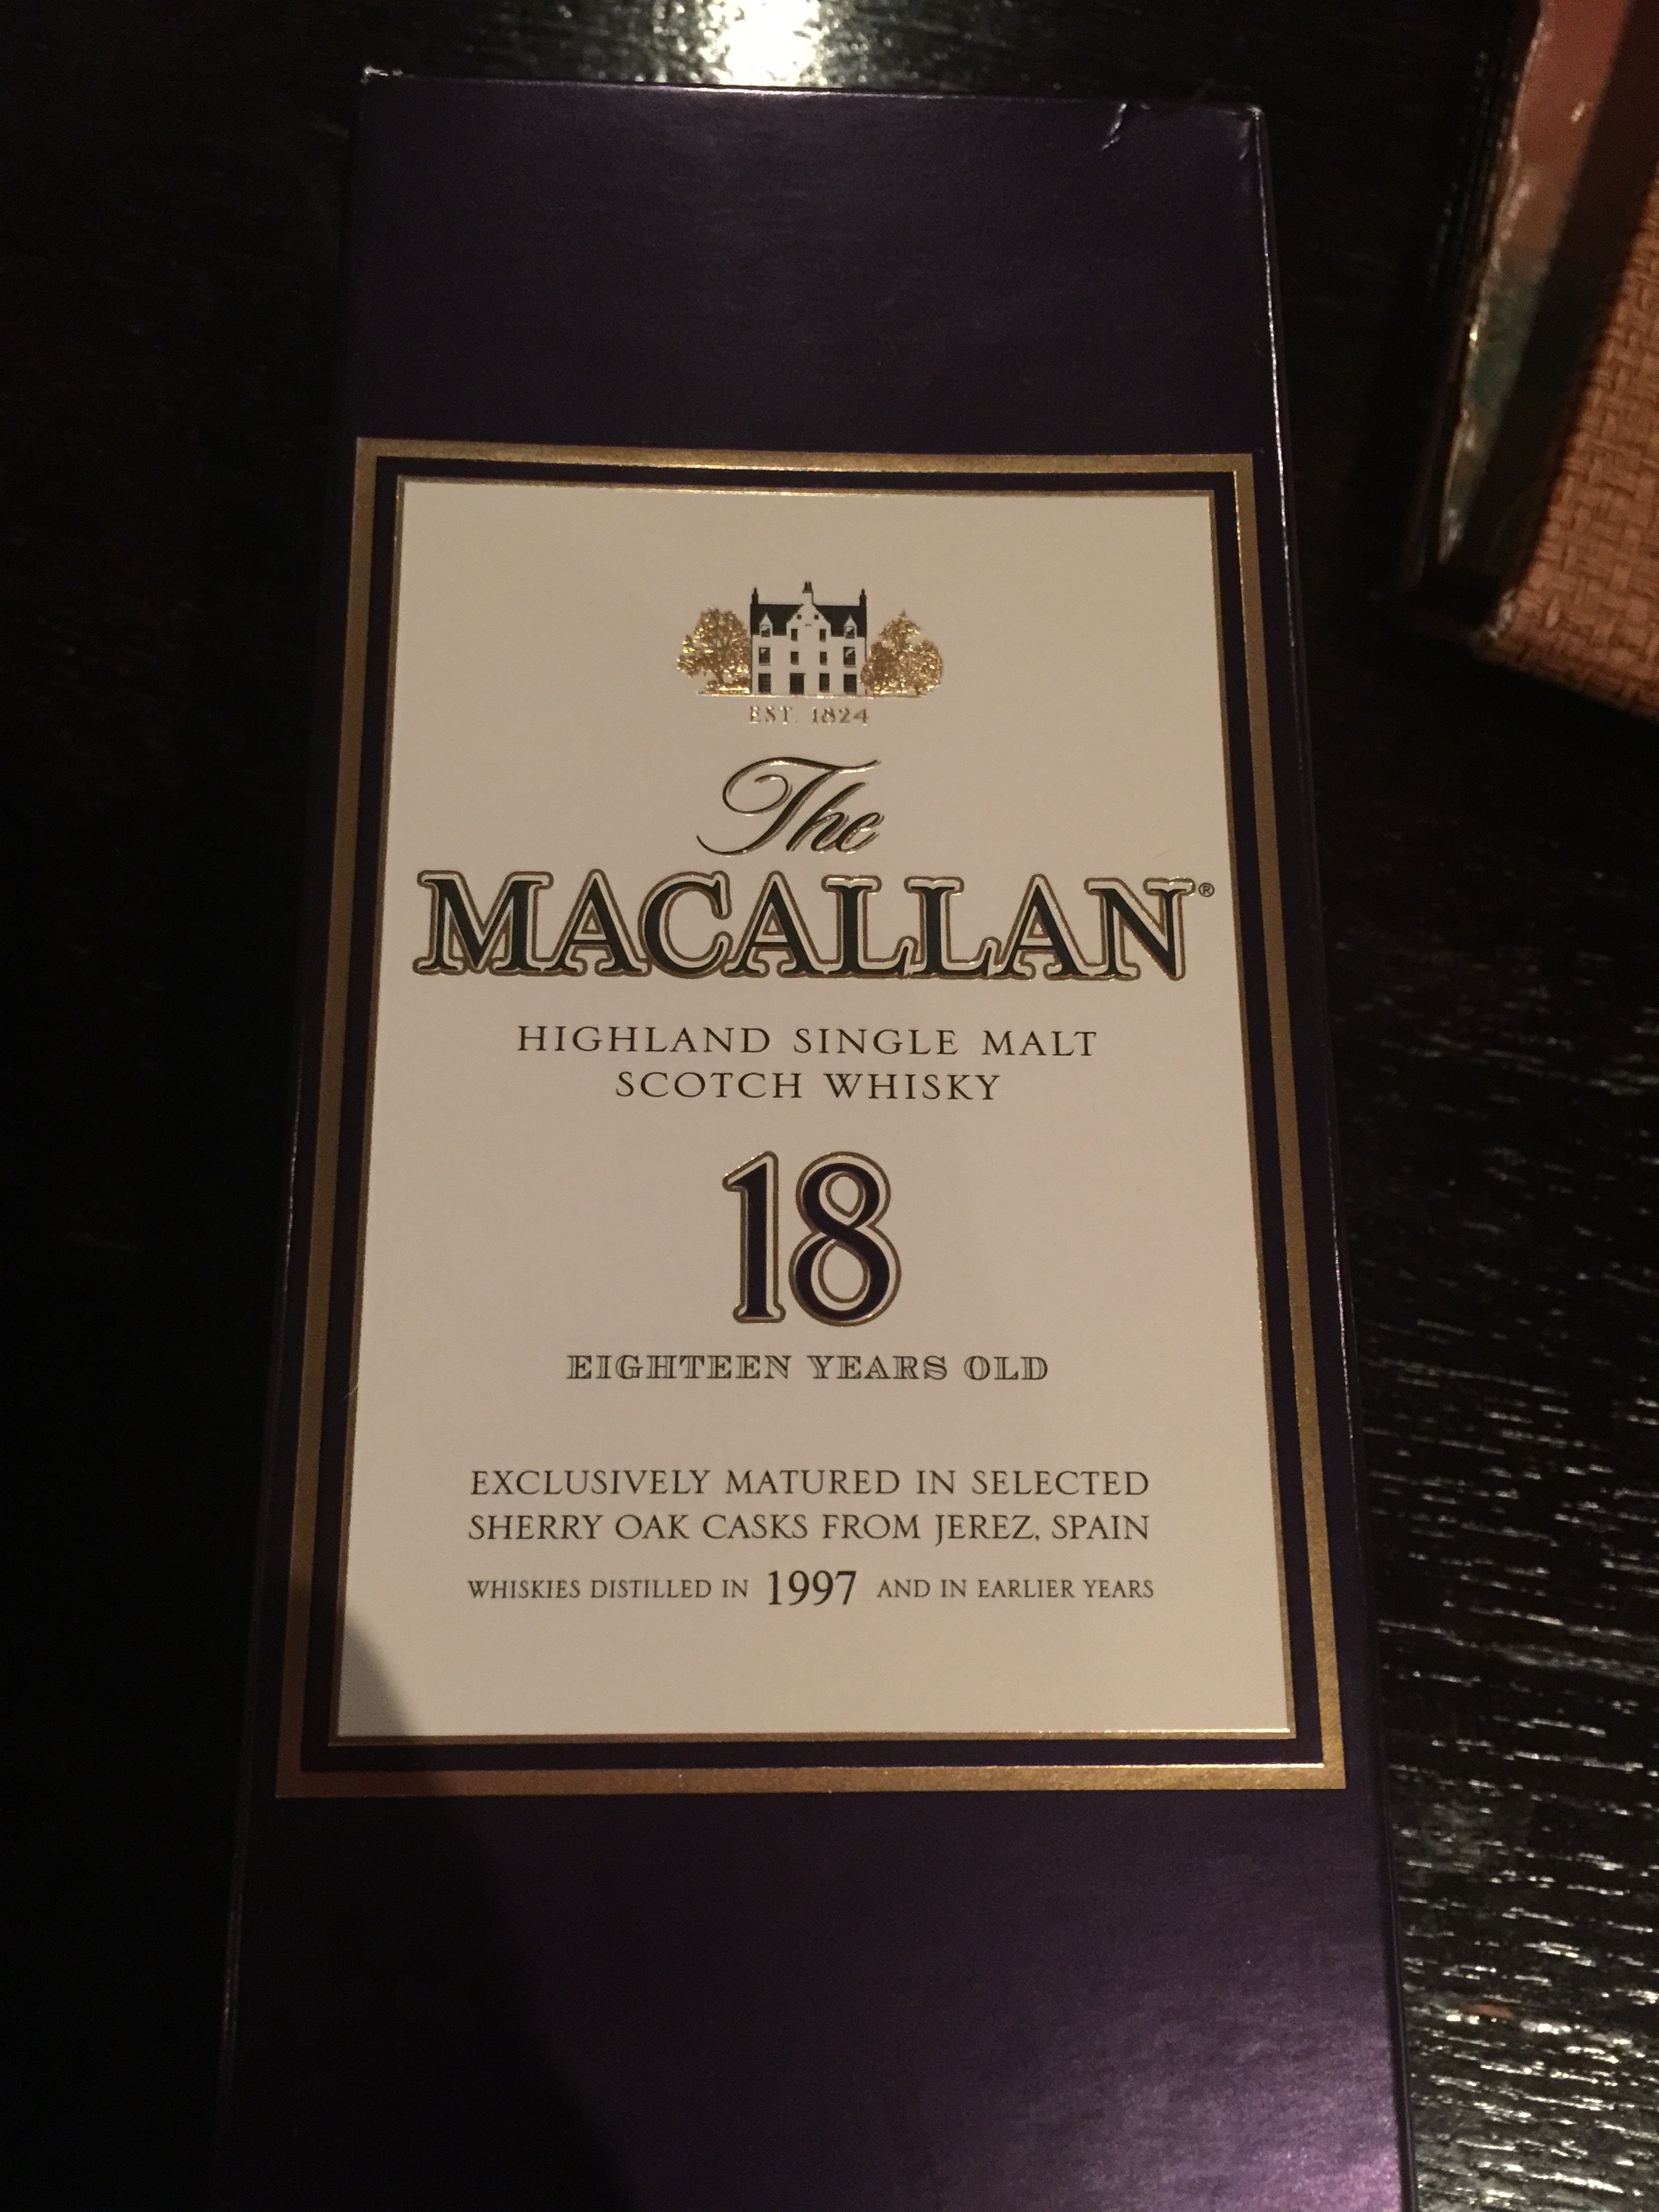 EST. 1824
The
MACALLAN®
HIGHLAND SINGLE MALT
SCOTCH WHISKY
18
EIGHTEEN YEARS OLD
EXCLUSIVELY MATURED IN SELECTED
SHERRY OAK CASKS FROM JEREZ, SPAIN
WHISKIES DISTILLED IN 1997 AND IN EARLIER YEARS